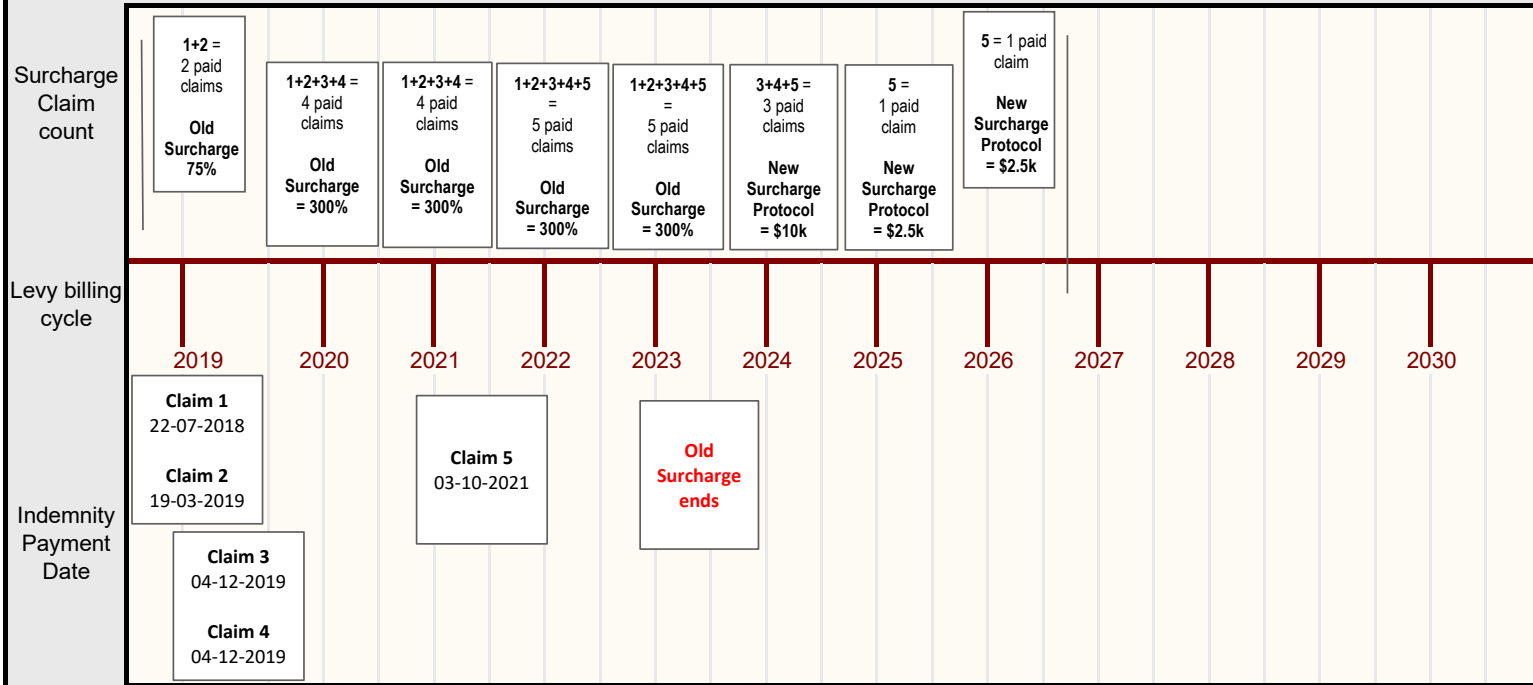 Surcharge
Claim
count
1+2 =
2 paid
claims
Old
Surcharge
75%
1+2+3+4 =
4 paid
claims
Old
Surcharge
= 300%
1+2+3+4 =
4 paid
claims
Old
Surcharge
= 300%
1+2+3+4+5
=
5 paid
claims
Old
Surcharge
= 300%
1+2+3+4+5
=
5 paid
claims
Old
Surcharge
= 300%
3+4+5 =
3 paid
claims
New
Surcharge
Protocol
= $10k
5 =
1 paid
claim
New
Surcharge
Protocol
= $2.5k
5 = 1 paid
claim
New
Surcharge
Protocol
= $2.5k
Levy billing
cycle
2019
2020
2021
2022
2023
2024
2025
2026
2027
2028
2029
2030
Indemnity
Payment
Date
Claim 1
22-07-2018
Claim 2
19-03-2019
Claim 3
04-12-2019
Claim 4
04-12-2019
Claim 5
03-10-2021
Old
Surcharge
ends